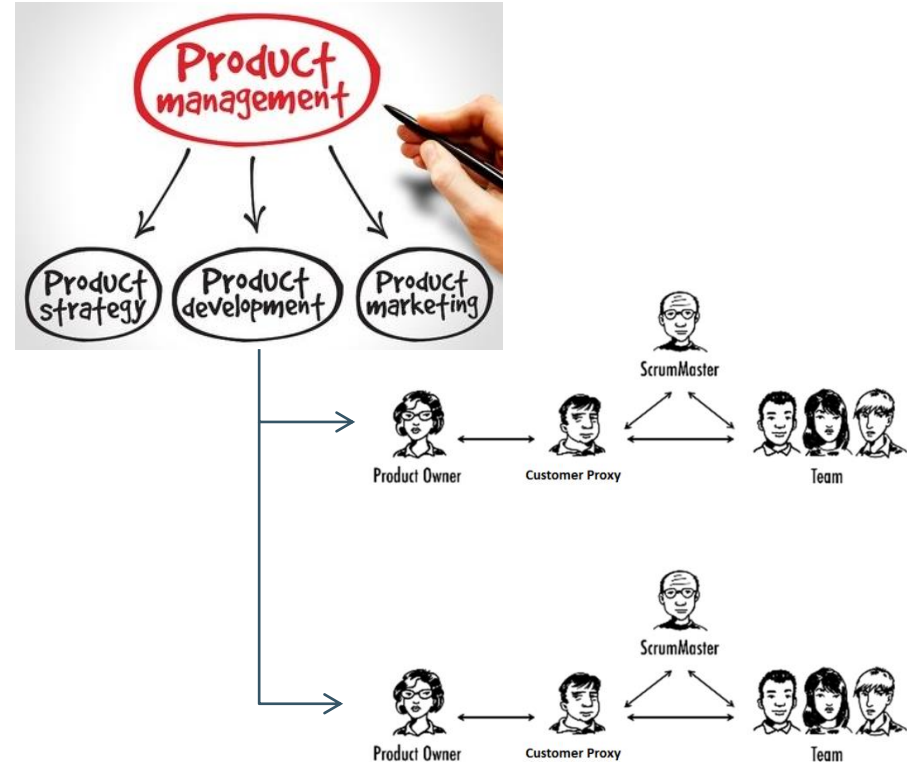 Product
management
Product
strategy
Product
development
Product
marketing
ScrumMaster
Product Owner
Customer Proxy
Team
ScrumMaster
Product Owner
Customer Proxy
Team